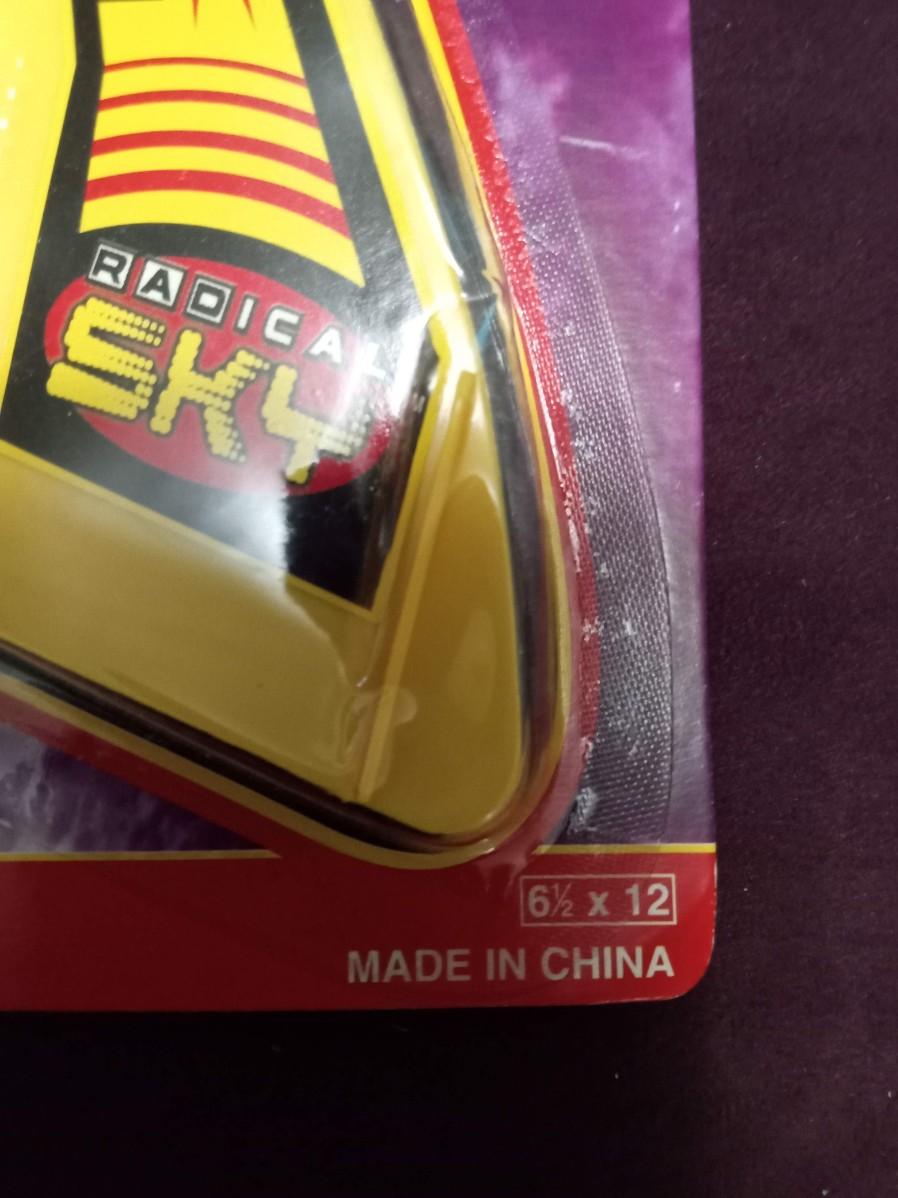 RADICAL
SKY
6½ x 12
MADE IN CHINA